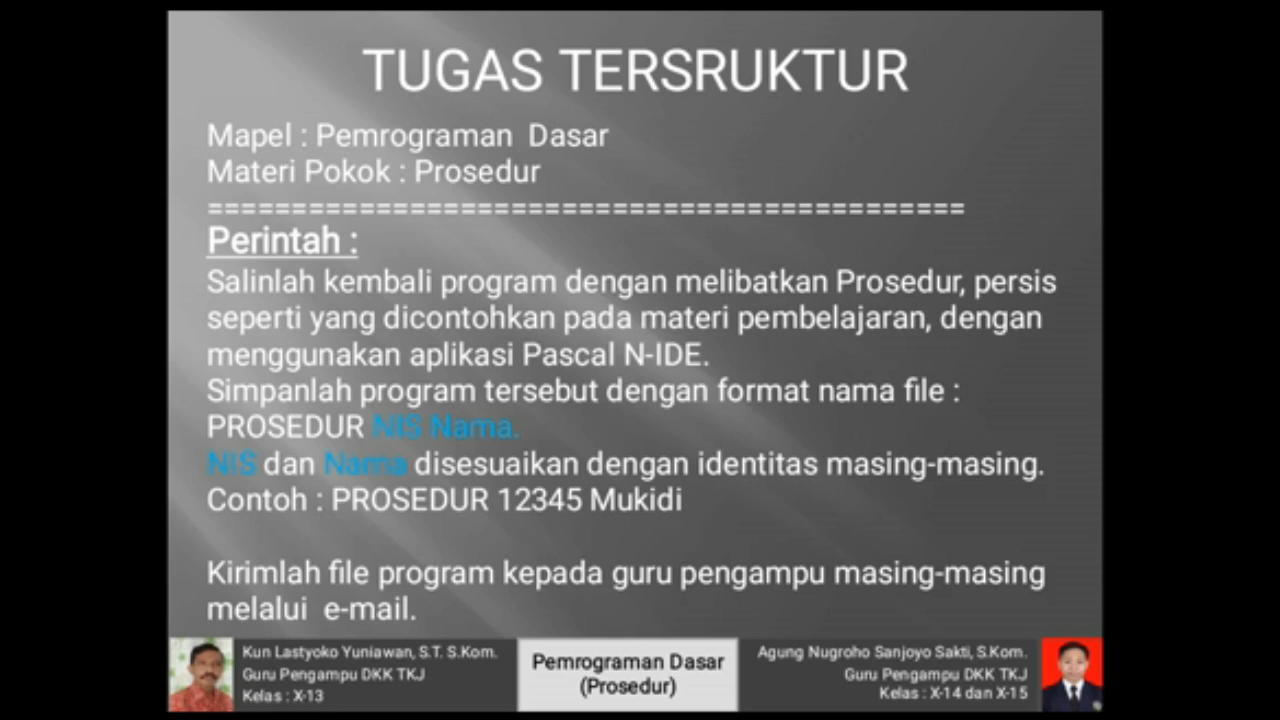 TUGAS TERSRUKTUR
Mapel : Pemrograman Dasar
Materi Pokok : Prosedur
=============================================
Perintah :
Salinlah kembali program dengan melibatkan Prosedur, persis
seperti yang dicontohkan pada materi pembelajaran, dengan
menggunakan aplikasi Pascal N-IDE.
Simpanlah program tersebut dengan format nama file :
PROSEDUR NIS Nama.
NIS dan Nama disesuaikan dengan identitas masing-masing.
Contoh : PROSEDUR 12345 Mukidi
Kirimlah file program kepada guru pengampu masing-masing
melalui e-mail.
Kun Lastyoko Yuniawan, S.T. S.Kom.
Guru Pengampu DKK TKJ
Kelas : X-13
Pemrograman Dasar
(Prosedur)
Agung Nugroho Sanjoyo Sakti, S.Kom.
Guru Pengampu DKK TKJ
Kelas : X-14 dan X-15